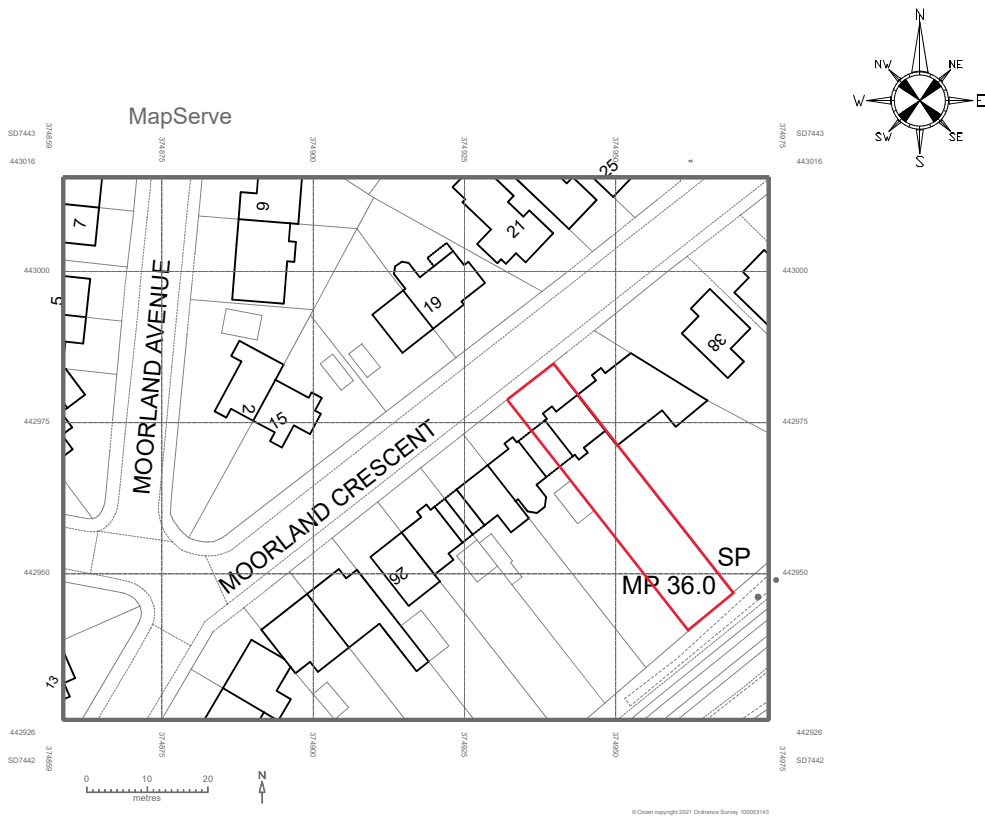 N
NW
NE
W
E
SW
SE
S
MapServe
SD7443
374859
374875
374900
374925
374950
374975
SD7443
443016
443016
25
6
7
21
443000
443000
5
19
38
MOORLAND AVENUE
2
15
442975
442975
MOORLAND CRESCENT
SP
26
MP 36.0
442950
442950
13
442926
442926
SD7442
374859
374875
374900
374925
374950
374975
SD7442
0
10
20
metres
N
© Crown copyright 2021 Ordnance Survey 100053143